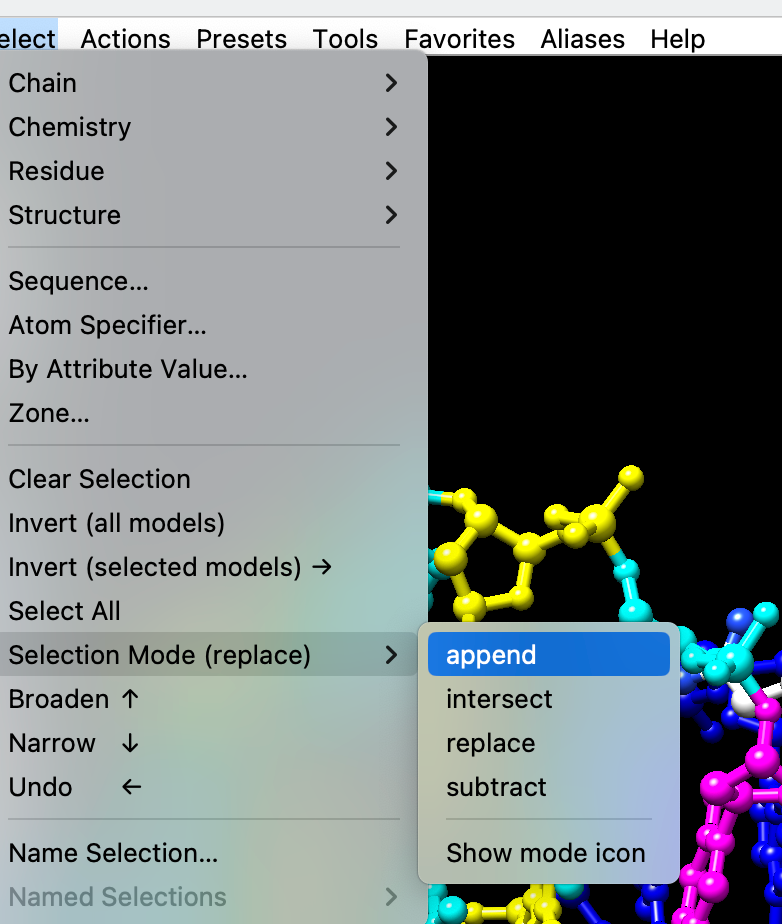 elect Actions Presets Tools Favorites Aliases Help
Chain
Chemistry
Residue
Structure
Sequence...
Atom Specifier...
By Attribute Value...
Zone...
Clear Selection
Invert (all models)
Invert (selected models) →
Select All
Selection Mode (replace)
append
Broaden ↑
intersect
Narrow ↓
replace
Undo ←
subtract
Name Selection...
Show mode icon
Named Selections